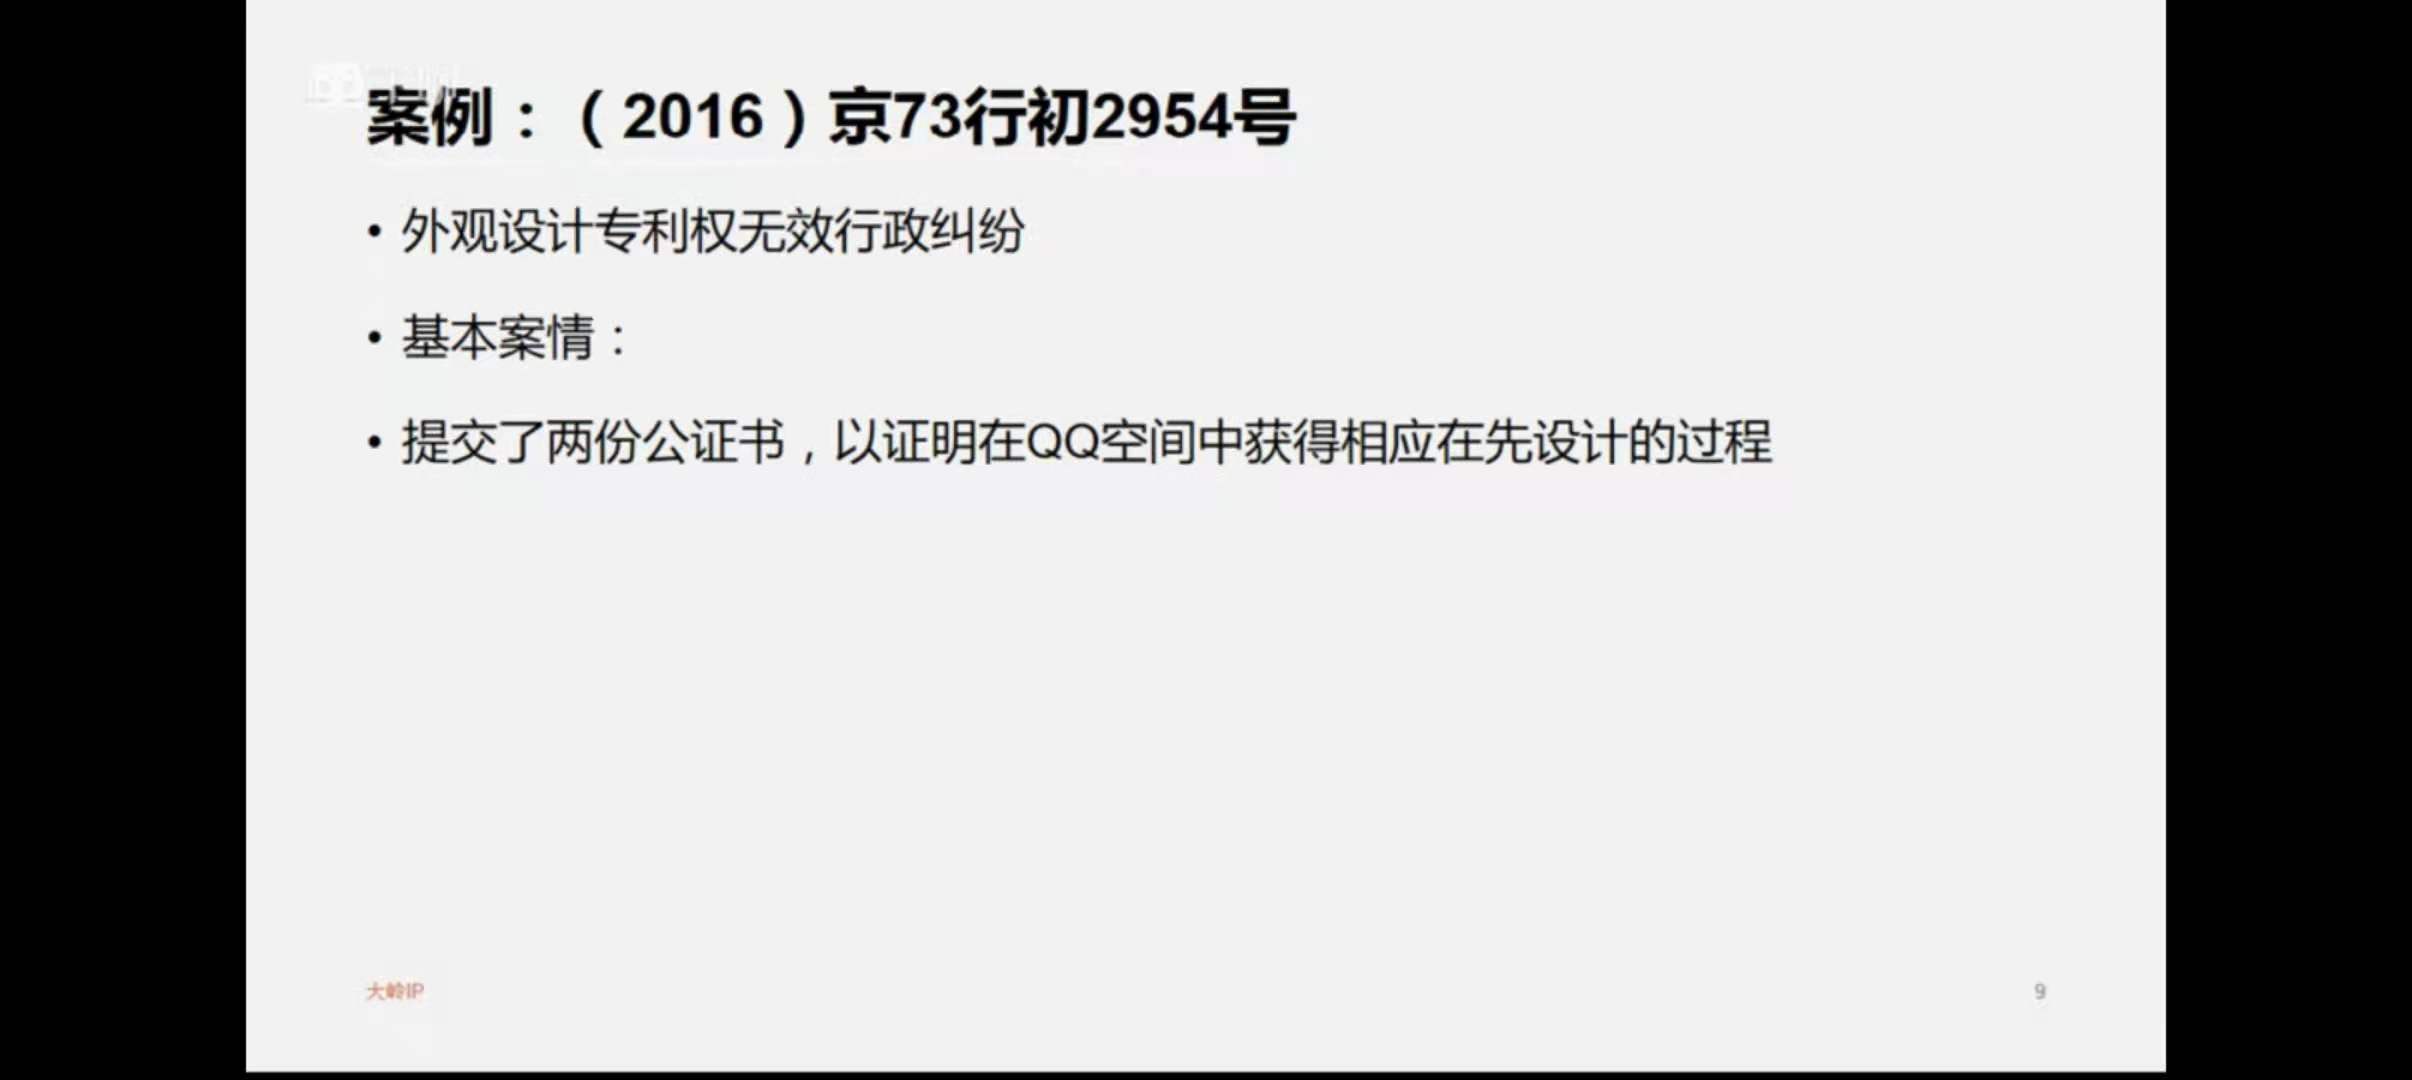 案例：（2016）京73行初2954号
• 外观设计专利权无效行政纠纷
• 基本案情：
• 提交了两份公证书，以证明在QQ空间中获得相应在先设计的过程
大岭IP
9